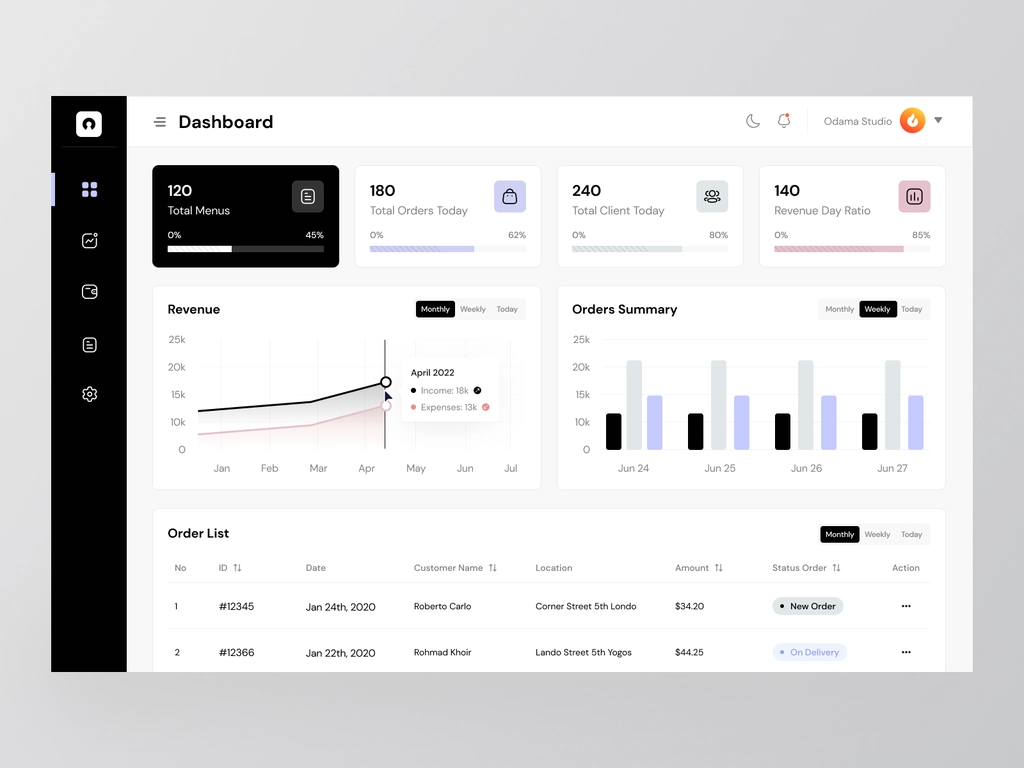 Dashboard
Odama Studio
120
Total Menus
0% 45%
180
Total Orders Today
0% 62%
240
Total Client Today
0% 80%
140
Revenue Day Ratio
0% 85%
Revenue
Monthly Weekly Today
25k
20k
15k
10k
0
Jan Feb Mar Apr May Jun Jul
April 2022
Income: 18k
Expenses: 13k
Orders Summary
Monthly Weekly Today
25k
20k
15k
10k
0
Jun 24 Jun 25 Jun 26 Jun 27
Order List
Monthly Weekly Today
No ID Date Customer Name Location Amount Status Order Action
1 #12345 Jan 24th, 2020 Roberto Carlo Corner Street 5th Londo $34.20 New Order
2 #12366 Jan 22th, 2020 Rohmad Khoir Lando Street 5th Yogos $44.25 On Delivery